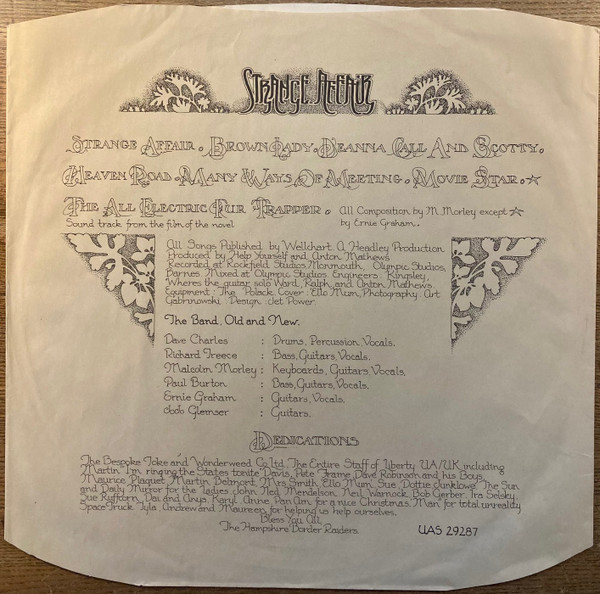 STRANGE AFFAIR
STRANGE AFFAIR. BROWN LADY. DEANNA CALL AND SCOTTY.
HEAVEN ROAD. MANY WAYS OF MEETING. MOVIE STAR. ☆
THE ALL ELECTRIC FUR TRAPPER. All Composition by M. Morley except ☆
Sound track from the film of the novel by Ernie Graham.
All Songs Published by Wellchart. A Headley Production
Produced by Help Yourself and Anton Mathews
Recorded at Rockfield Studios Monmouth, Olympic Studios,
Barnes. Mixed at Olympic Studios. Engineers: Kingsley,
Wheres the guitar solo Ward, Ralph, and Anton Mathews
Equipment: The Polack. Cover: Ello Mum, Photography: Art
Gabrinowski. Design: Jet Power.
The Band, Old and New.
Dave Charles : Drums, Percussion, Vocals.
Richard Treece : Bass, Guitars, Vocals.
Malcolm Morley : Keyboards, Guitars, Vocals.
Paul Burton : Bass, Guitars, Vocals.
Ernie Graham : Guitars, Vocals.
Jojo Glemser : Guitars.
DEDICATIONS
The Bespoke Toke and Wonderweed Co. Ltd. The Entire Staff of Liberty, UA/UK including
Martin I'm ringing the States tonite Davis, Pete Frame, Dave Robinson and his Boys,
Maurice Plaquet, Martin Belmont, Mrs Smith, Ello Mum, Sue, Dottie The Sun
and Daily Mirror for the Ladies. John, Ted, Mendelson, Neil Warnock, Bob Gerber, Ira Selsky,
Sue Kyffdarn, Dai and Anya Karyl. Anne Pan Am for a nice Christmas. Man for total unreality
Space Truck. Tyla, Andrew and Maureen for helping us help ourselves.
Bless You All,
The Hampshire Border Raiders.
UAS 29287